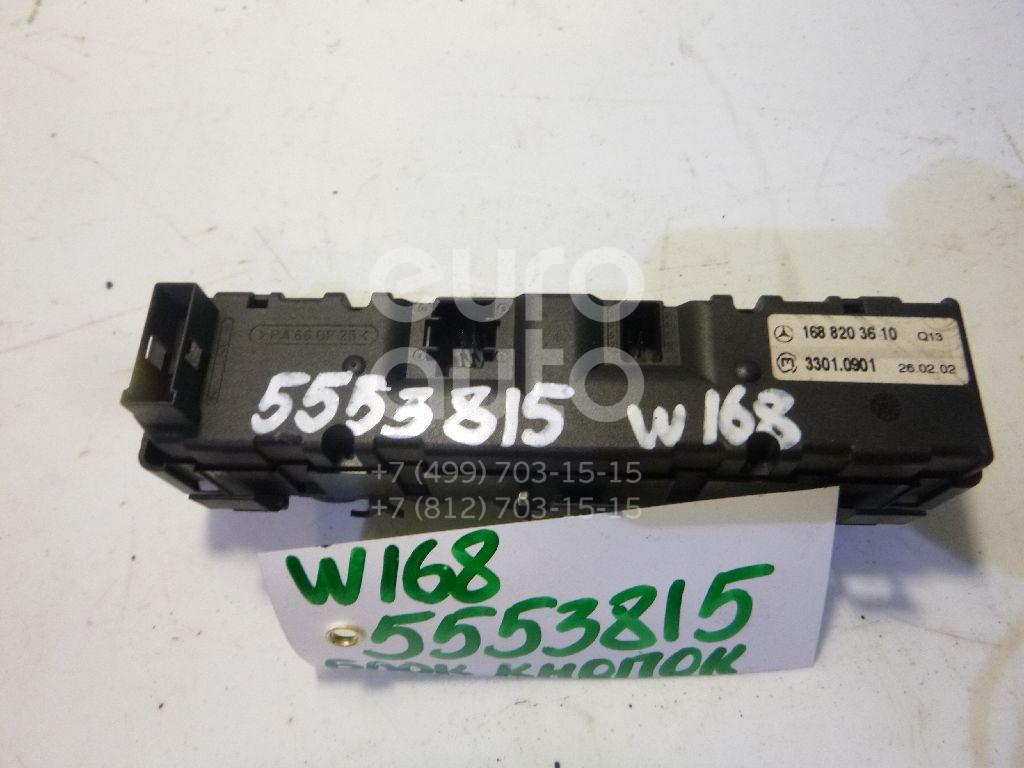 euro
auto
>PA 66 GF 25<
168 820 36 10 Q13
3301.0901 26.02.02
5553815 W168
+7 (499) 703-15-15
+7 (812) 703-15-15
W168
5553815
БЛОК КНОПОК